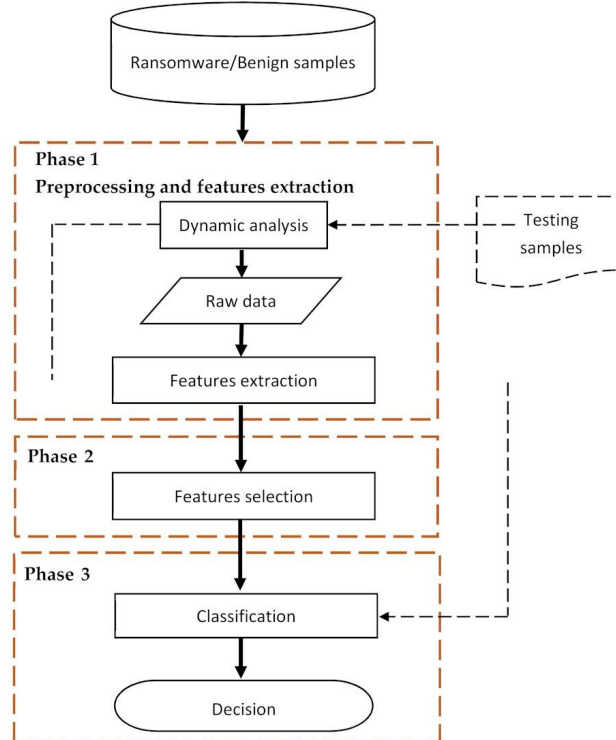 Ransomware/Benign samples
Phase 1
Preprocessing and features extraction
Dynamic analysis
Testing
samples
Raw data
Features extraction
Phase 2
Features selection
Phase 3
Classification
Decision